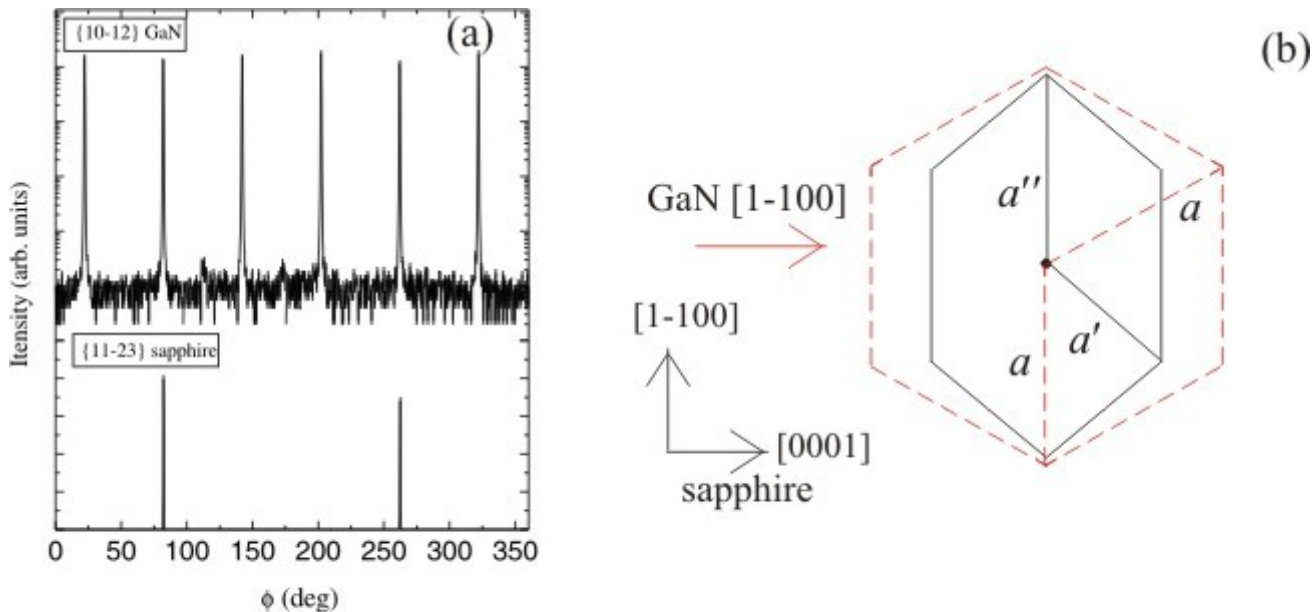 {10-12} GaN
(a)
Itensity (arb. units)
{11-23} sapphire
0 50 100 150 200 250 300 350
ϕ (deg)
(b)
GaN [1-100]
[1-100]
[0001]
sapphire
a''
a
a
a'